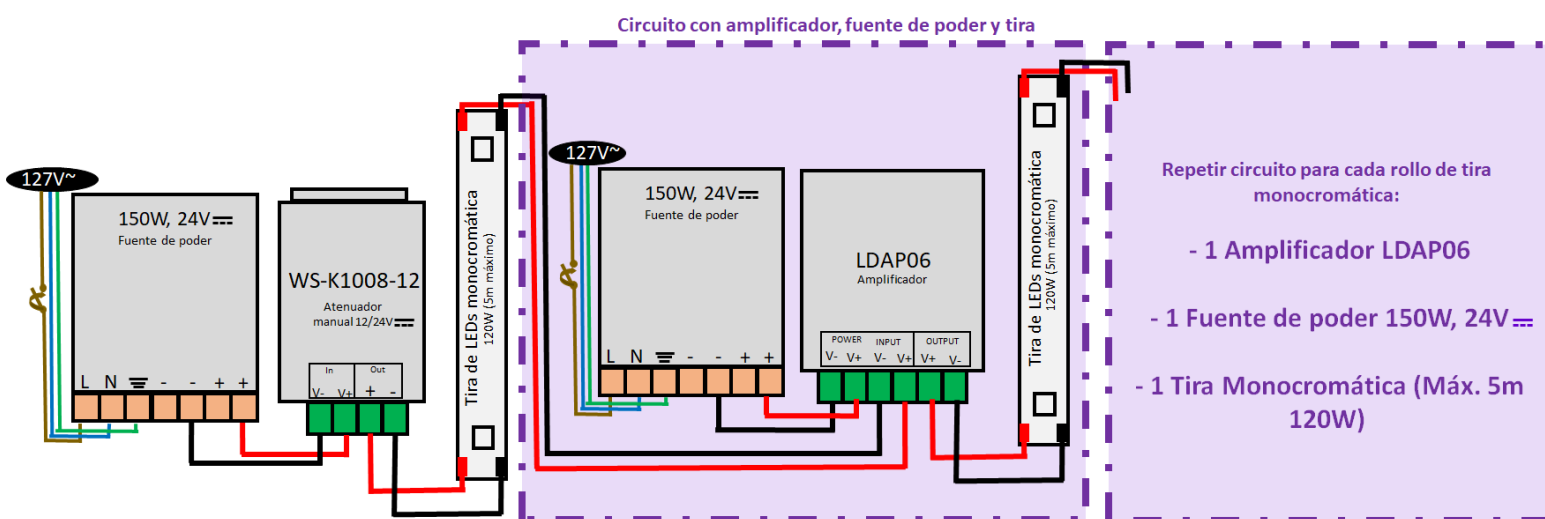 Circuito con amplificador, fuente de poder y tira
127V~
150W, 24V
Fuente de poder
L N - - + +
WS-K1008-12
Atenuador
manual 12/24V
In Out
V- V+ + -
Tira de LEDs monocromática
120W (5m máximo)
127V~
150W, 24V
Fuente de poder
L N - - + +
LDAP06
Amplificador
POWER INPUT OUTPUT
V- V+ V- V+ V+ V-
Tira de LEDs monocromática
120W (5m máximo)
Repetir circuito para cada rollo de tira
monocromática:
- 1 Amplificador LDAP06
- 1 Fuente de poder 150W, 24V
- 1 Tira Monocromática (Máx. 5m
120W)